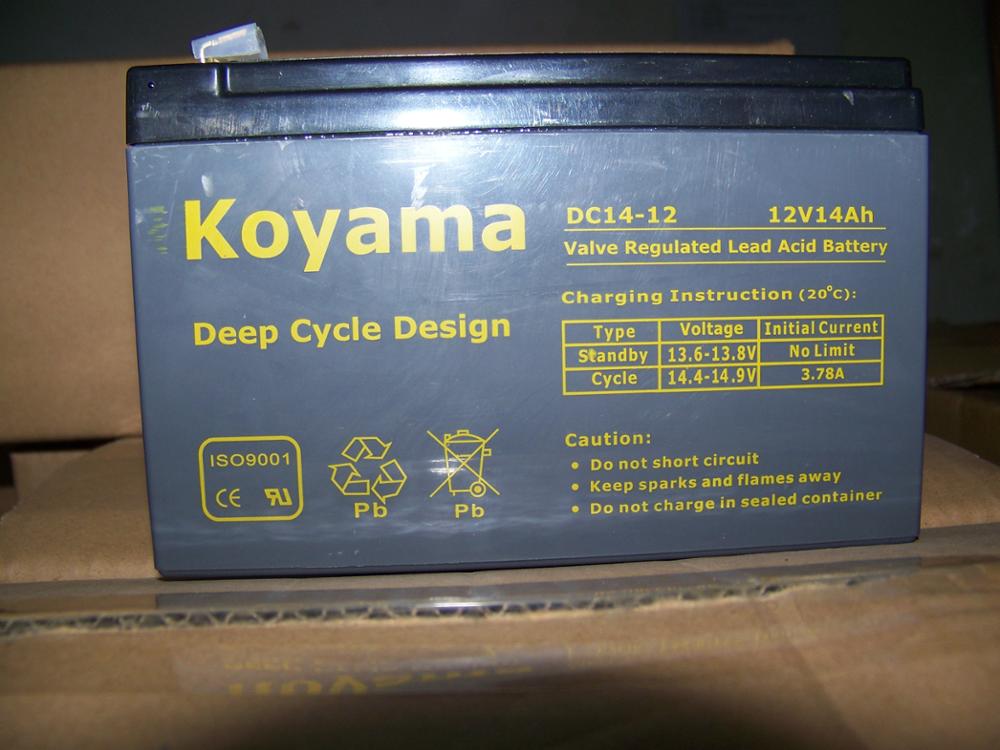 Koyama
Deep Cycle Design
DC14-12 12V14Ah
Valve Regulated Lead Acid Battery
Charging Instruction (20°C):
Type Voltage Initial Current
Standby 13.6-13.8V No Limit
Cycle 14.4-14.9V 3.78A
Caution:
• Do not short circuit
• Keep sparks and flames away
• Do not charge in sealed container
ISO9001
CE RU
Pb
Pb